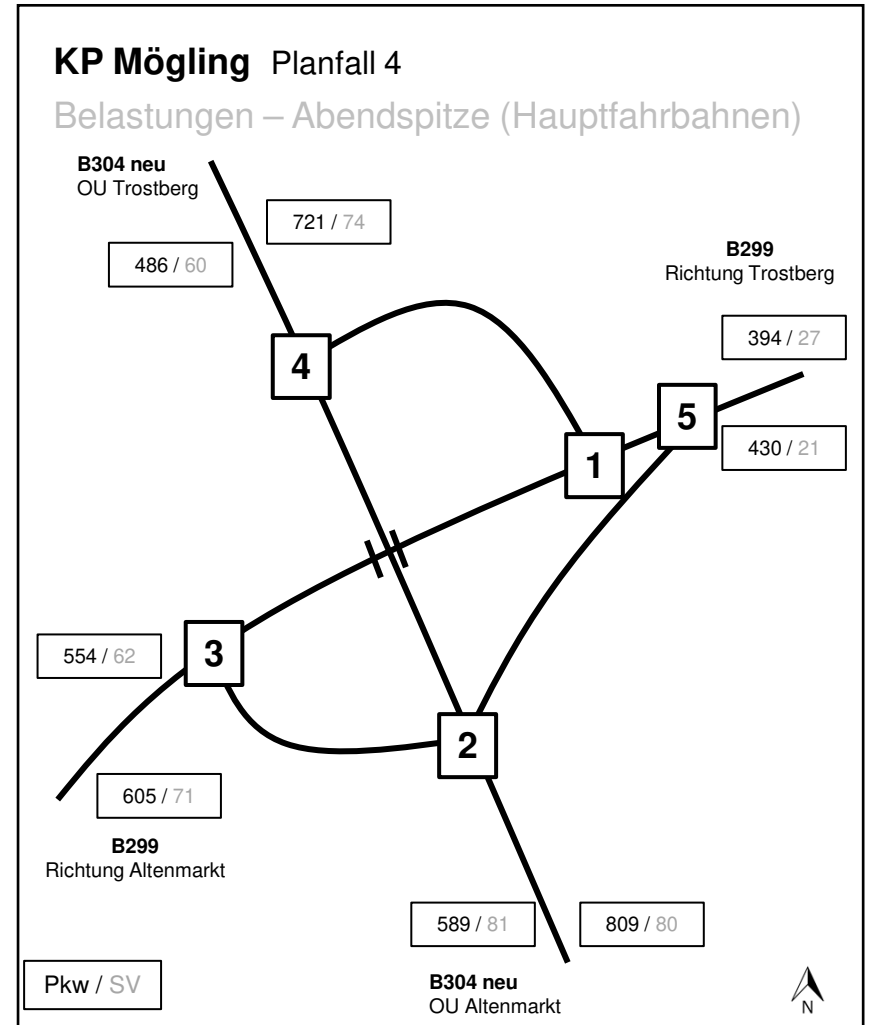 KP Mögling Planfall 4
Belastungen – Abendspitze (Hauptfahrbahnen)
B304 neu
OU Trostberg
721 / 74
486 / 60
B299
Richtung Trostberg
394 / 27
4
5
430 / 21
1
3
554 / 62
2
605 / 71
B299
Richtung Altenmarkt
589 / 81
809 / 80
B304 neu
OU Altenmarkt
Pkw / SV
N